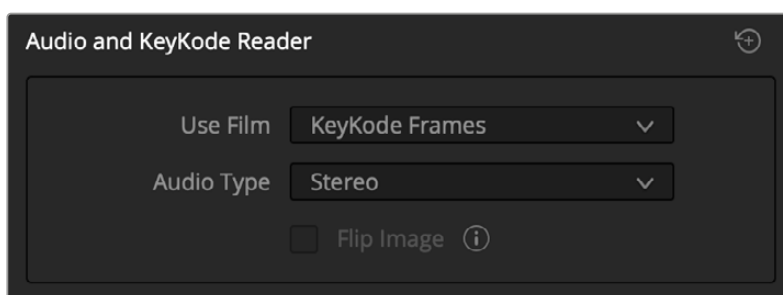 Audio and KeyKode Reader
Use Film KeyKode Frames
Audio Type Stereo
Flip Image